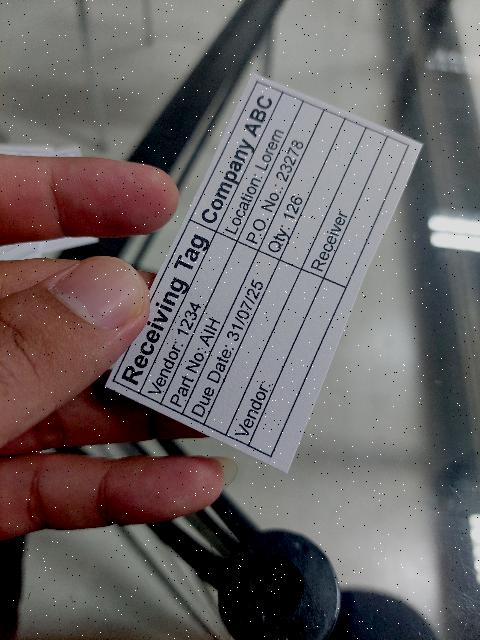 Receiving Tag Company ABC
Vendor: 1234 Location: Lorem
Part No: AIH P.O. No.: 23278
Due Date: 31/07/25 Qty: 126
Vendor: Receiver